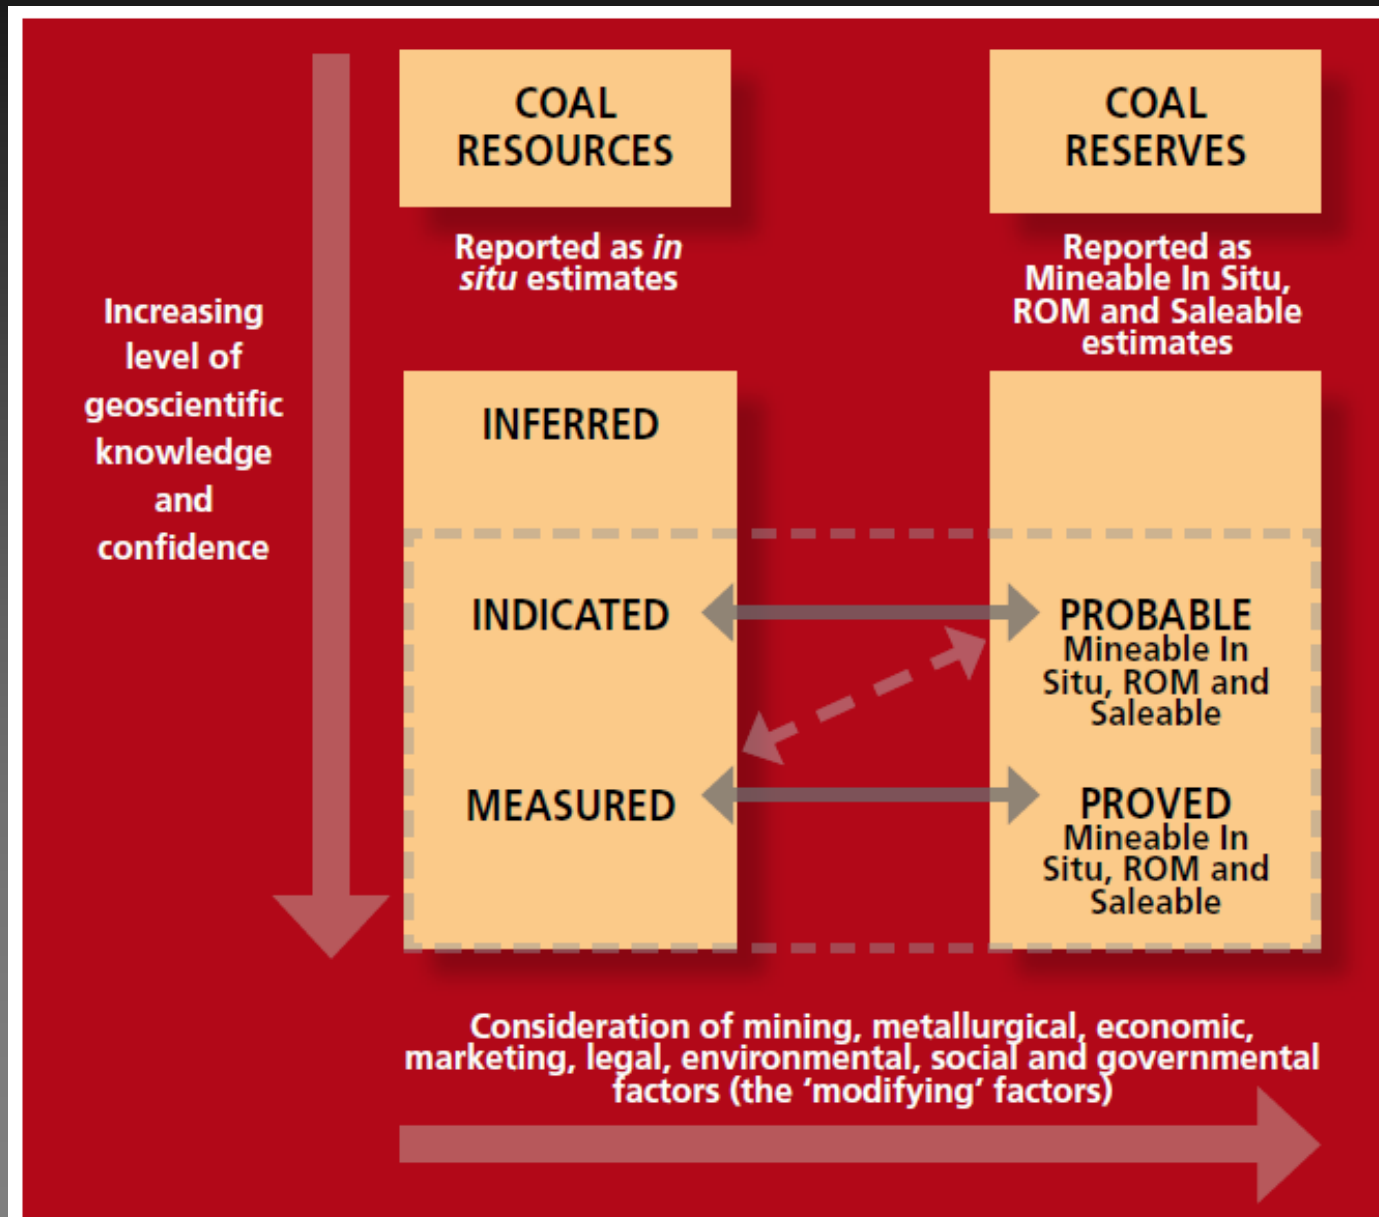 COAL
RESOURCES
COAL
RESERVES
Reported as in
situ estimates
Reported as
Mineable In Situ,
ROM and Saleable
estimates
Increasing
level of
geoscientific
knowledge
and
confidence
INFERRED
INDICATED
PROBABLE
Mineable In
Situ, ROM and
Saleable
MEASURED
PROVED
Mineable In
Situ, ROM and
Saleable
Consideration of mining, metallurgical, economic,
marketing, legal, environmental, social and governmental
factors (the ‘modifying’ factors)